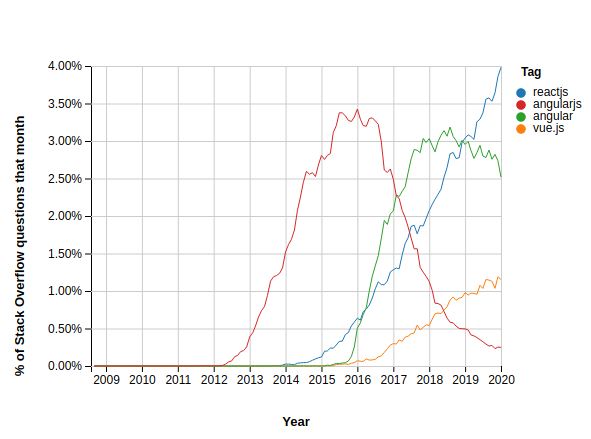 4.00%
3.50%
3.00%
2.50%
2.00%
1.50%
1.00%
0.50%
0.00%
% of Stack Overflow questions that month
2009 2010 2011 2012 2013 2014 2015 2016 2017 2018 2019 2020
Year
Tag
reactjs
angularjs
angular
vue.js